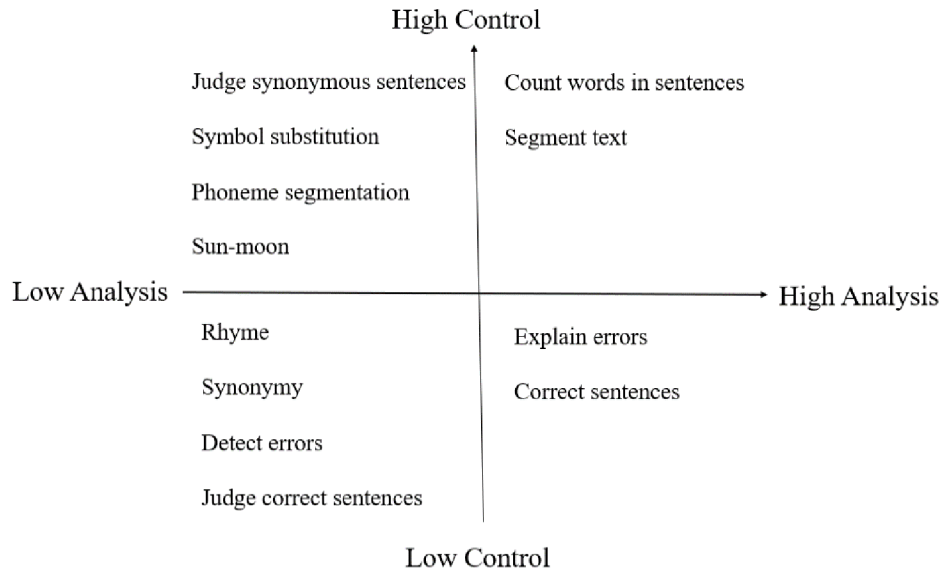 High Control
Judge synonymous sentences
Symbol substitution
Phoneme segmentation
Sun-moon
Count words in sentences
Segment text
Low Analysis
High Analysis
Rhyme
Synonymy
Detect errors
Judge correct sentences
Explain errors
Correct sentences
Low Control